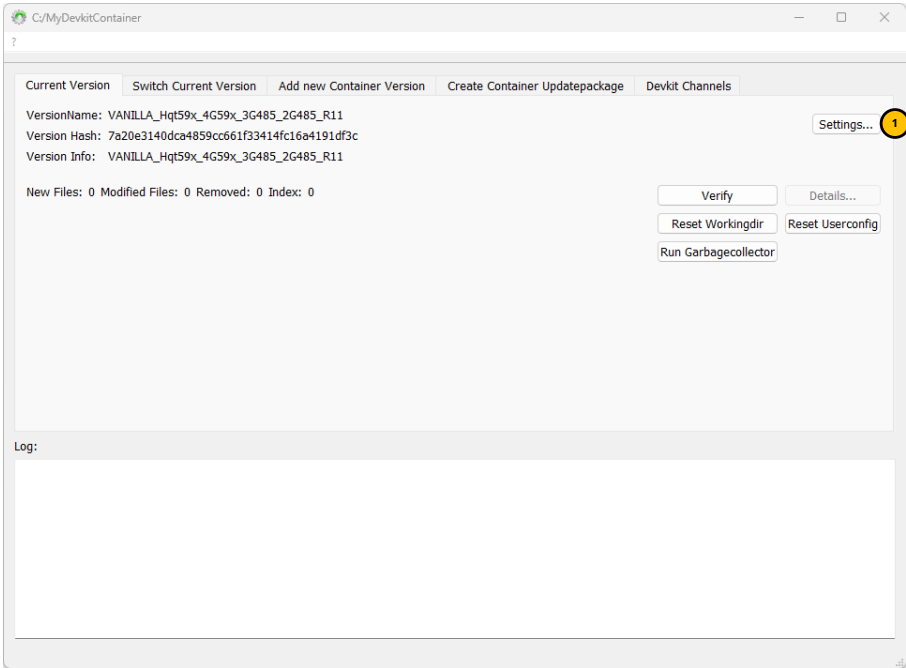 C:/MyDevkitContainer
?
Current Version Switch Current Version Add new Container Version Create Container Updatepackage Devkit Channels
VersionName: VANILLA_Hqt59x_4G59x_3G485_2G485_R11
Settings... 1
Version Hash: 7a20e3140dca4859cc661f33414fc16a4191df3c
Version Info: VANILLA_Hqt59x_4G59x_3G485_2G485_R11
New Files: 0 Modified Files: 0 Removed: 0 Index: 0
Verify Details...
Reset Workingdir Reset Userconfig
Run Garbagecollector
Log: